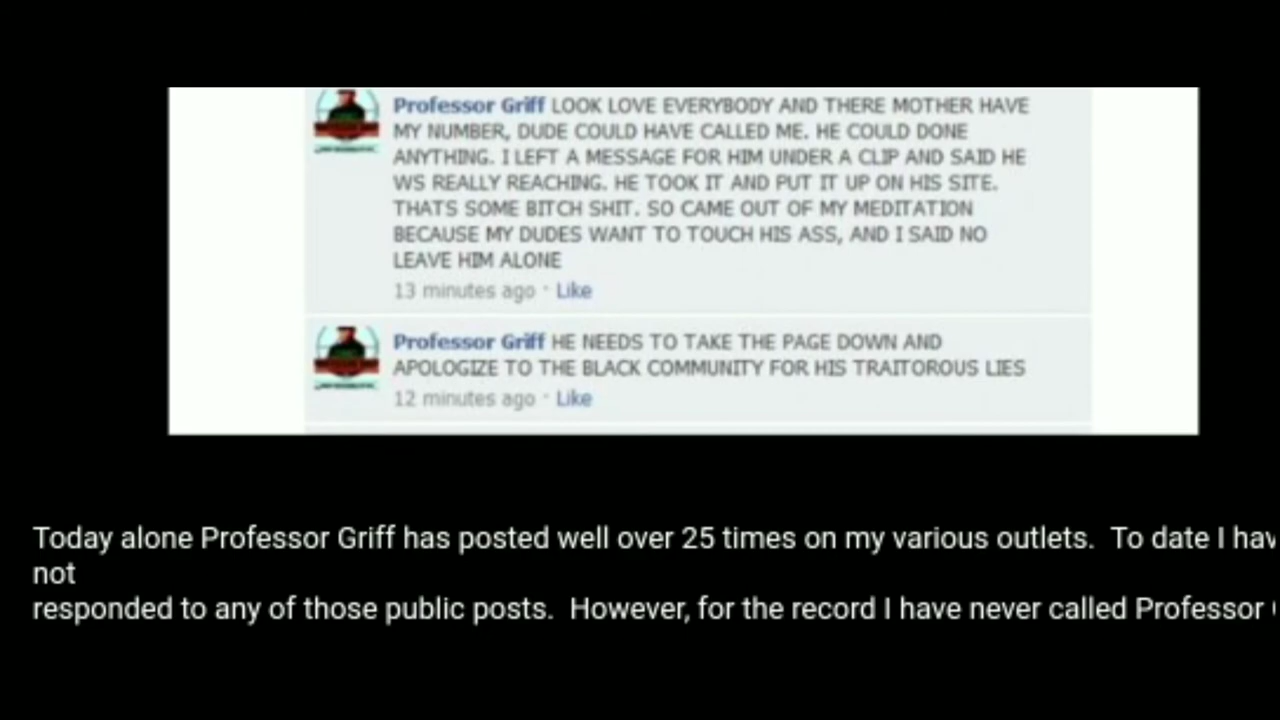 Professor Griff LOOK LOVE EVERYBODY AND THERE MOTHER HAVE
MY NUMBER, DUDE COULD HAVE CALLED ME. HE COULD DONE
ANYTHING. I LEFT A MESSAGE FOR HIM UNDER A CLIP AND SAID HE
WS REALLY REACHING. HE TOOK IT AND PUT IT UP ON HIS SITE.
THATS SOME BITCH SHIT. SO CAME OUT OF MY MEDITATION
BECAUSE MY DUDES WANT TO TOUCH HIS ASS, AND I SAID NO
LEAVE HIM ALONE
13 minutes ago · Like
Professor Griff HE NEEDS TO TAKE THE PAGE DOWN AND
APOLOGIZE TO THE BLACK COMMUNITY FOR HIS TRAITOROUS LIES
12 minutes ago · Like
Today alone Professor Griff has posted well over 25 times on my various outlets. To date I hav
not
responded to any of those public posts. However, for the record I have never called Professor